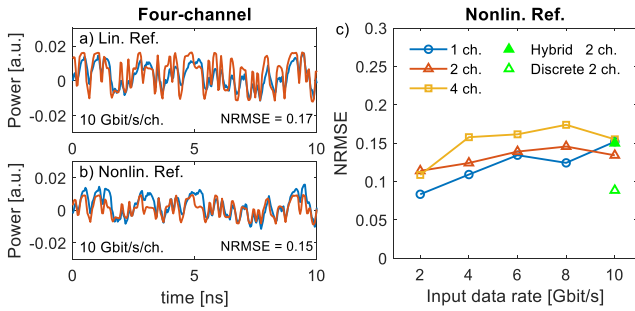 Four-channel
Power [a.u.]
0.02
0
-0.02
a) Lin. Ref.
10 Gbit/s/ch.
NRMSE = 0.17
0
5
10
Power [a.u.]
0.02
0
-0.02
b) Nonlin. Ref.
10 Gbit/s/ch.
NRMSE = 0.15
0
5
10
time [ns]
c)
Nonlin. Ref.
NRMSE
0.3
0.25
0.2
0.15
0.1
0.05
0
1 ch.
2 ch.
4 ch.
Hybrid 2 ch.
Discrete 2 ch.
2
4
6
8
10
Input data rate [Gbit/s]